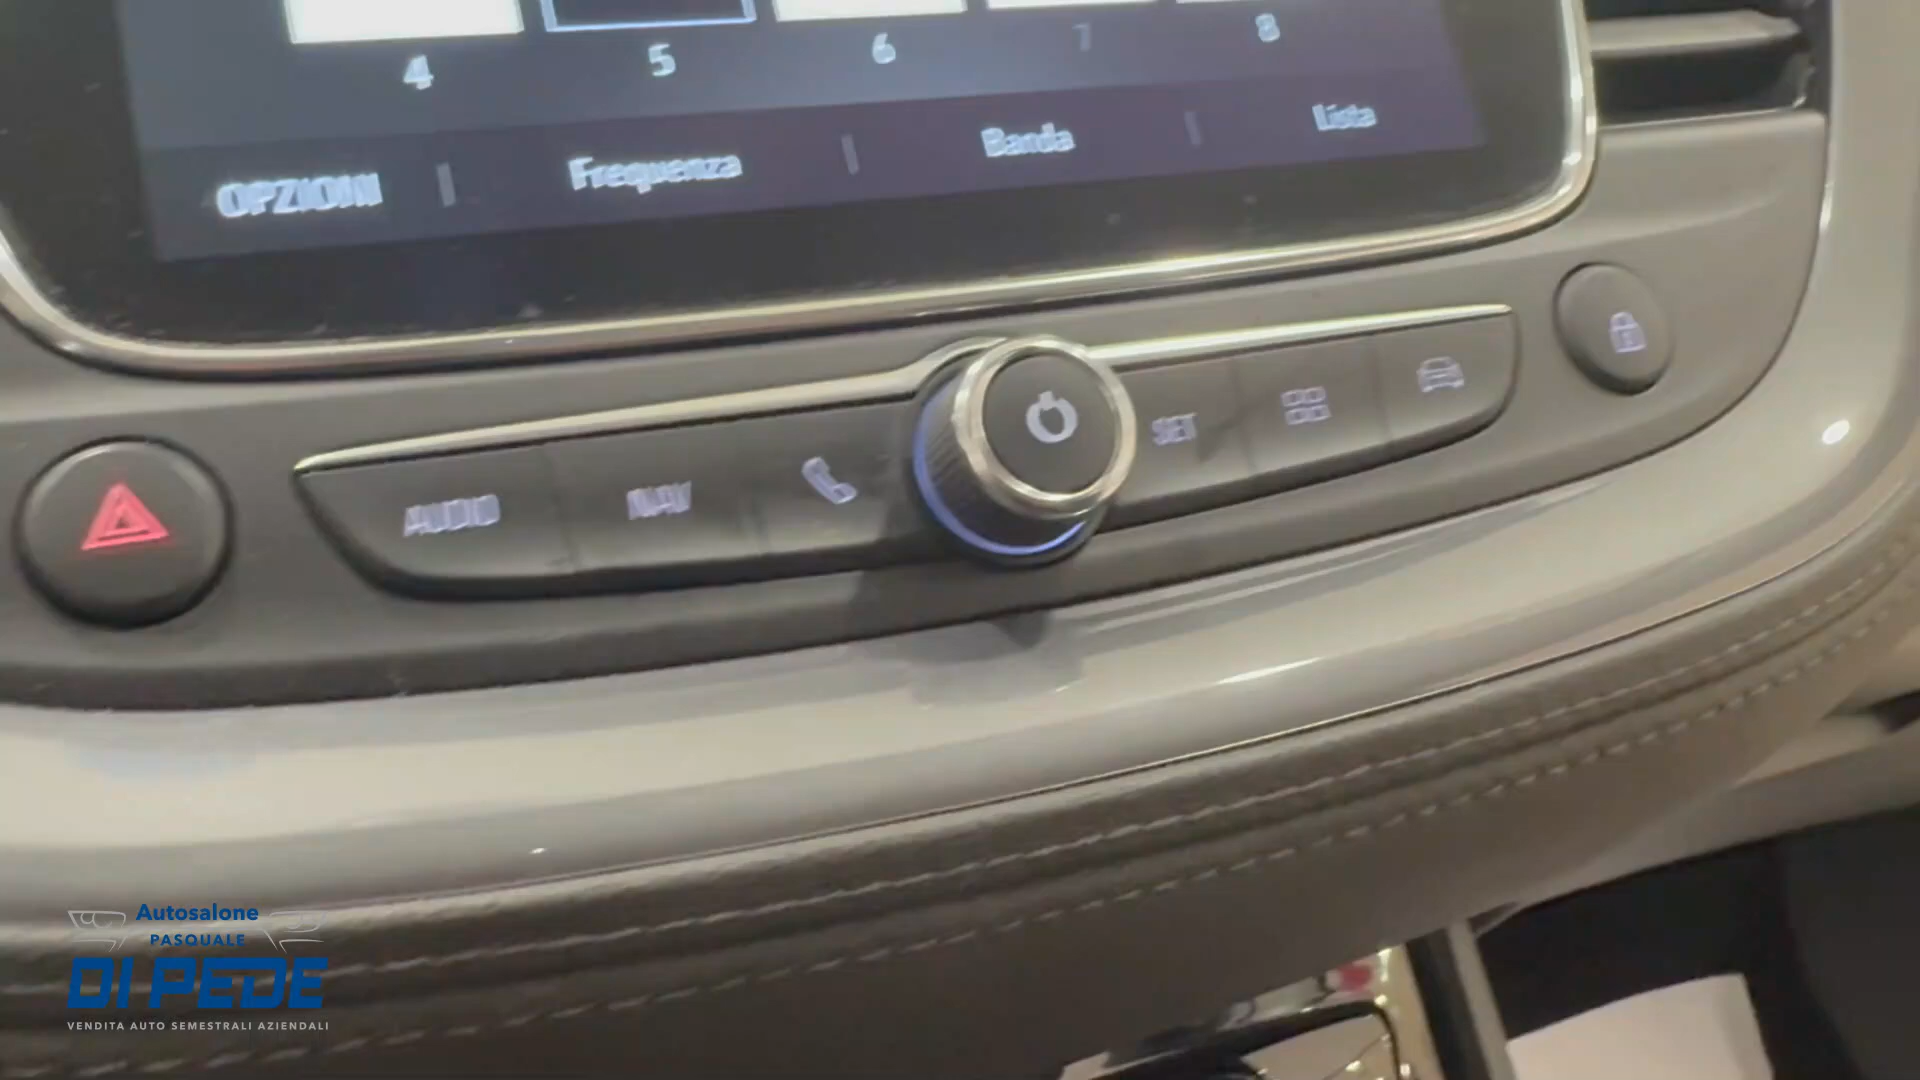 4 5 6 7 8
OPZIONI Frequenza Banda Lista
AUDIO NAV SET
Autosalone
PASQUALE
DI PEDE
VENDITA AUTO SEMESTRALI AZIENDALI